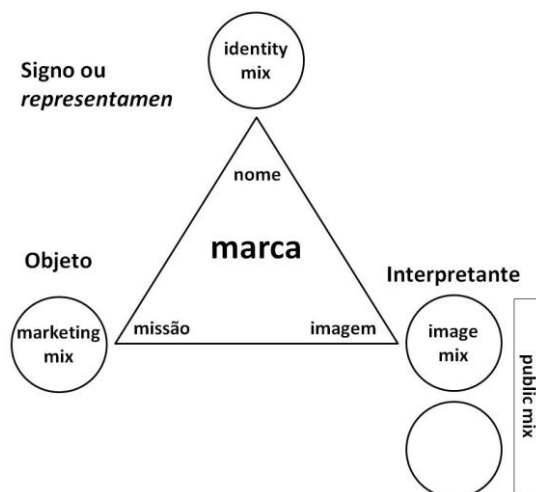 identity
mix
Signo ou
representamen
nome
marca
Objeto
Interpretante
marketing
mix
missão
imagem
image
mix
public mix